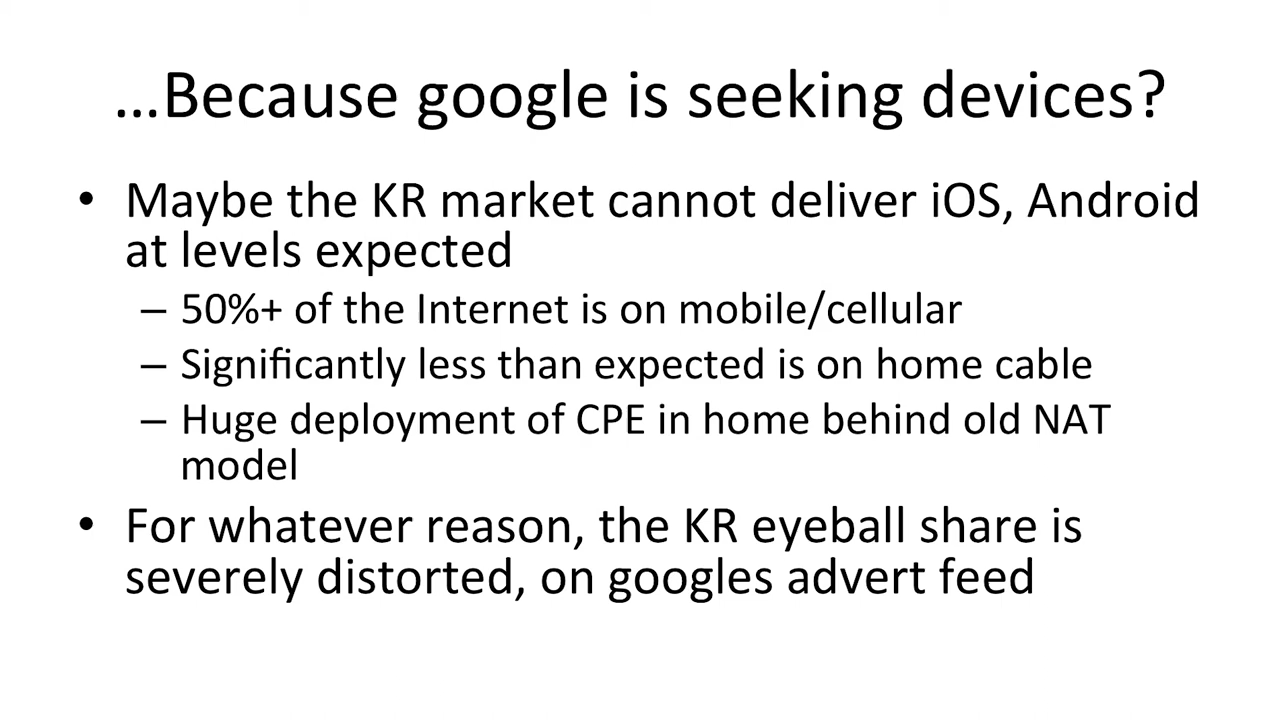 ...Because google is seeking devices?
• Maybe the KR market cannot deliver iOS, Android
at levels expected
– 50%+ of the Internet is on mobile/cellular
– Significantly less than expected is on home cable
– Huge deployment of CPE in home behind old NAT
model
• For whatever reason, the KR eyeball share is
severely distorted, on googles advert feed